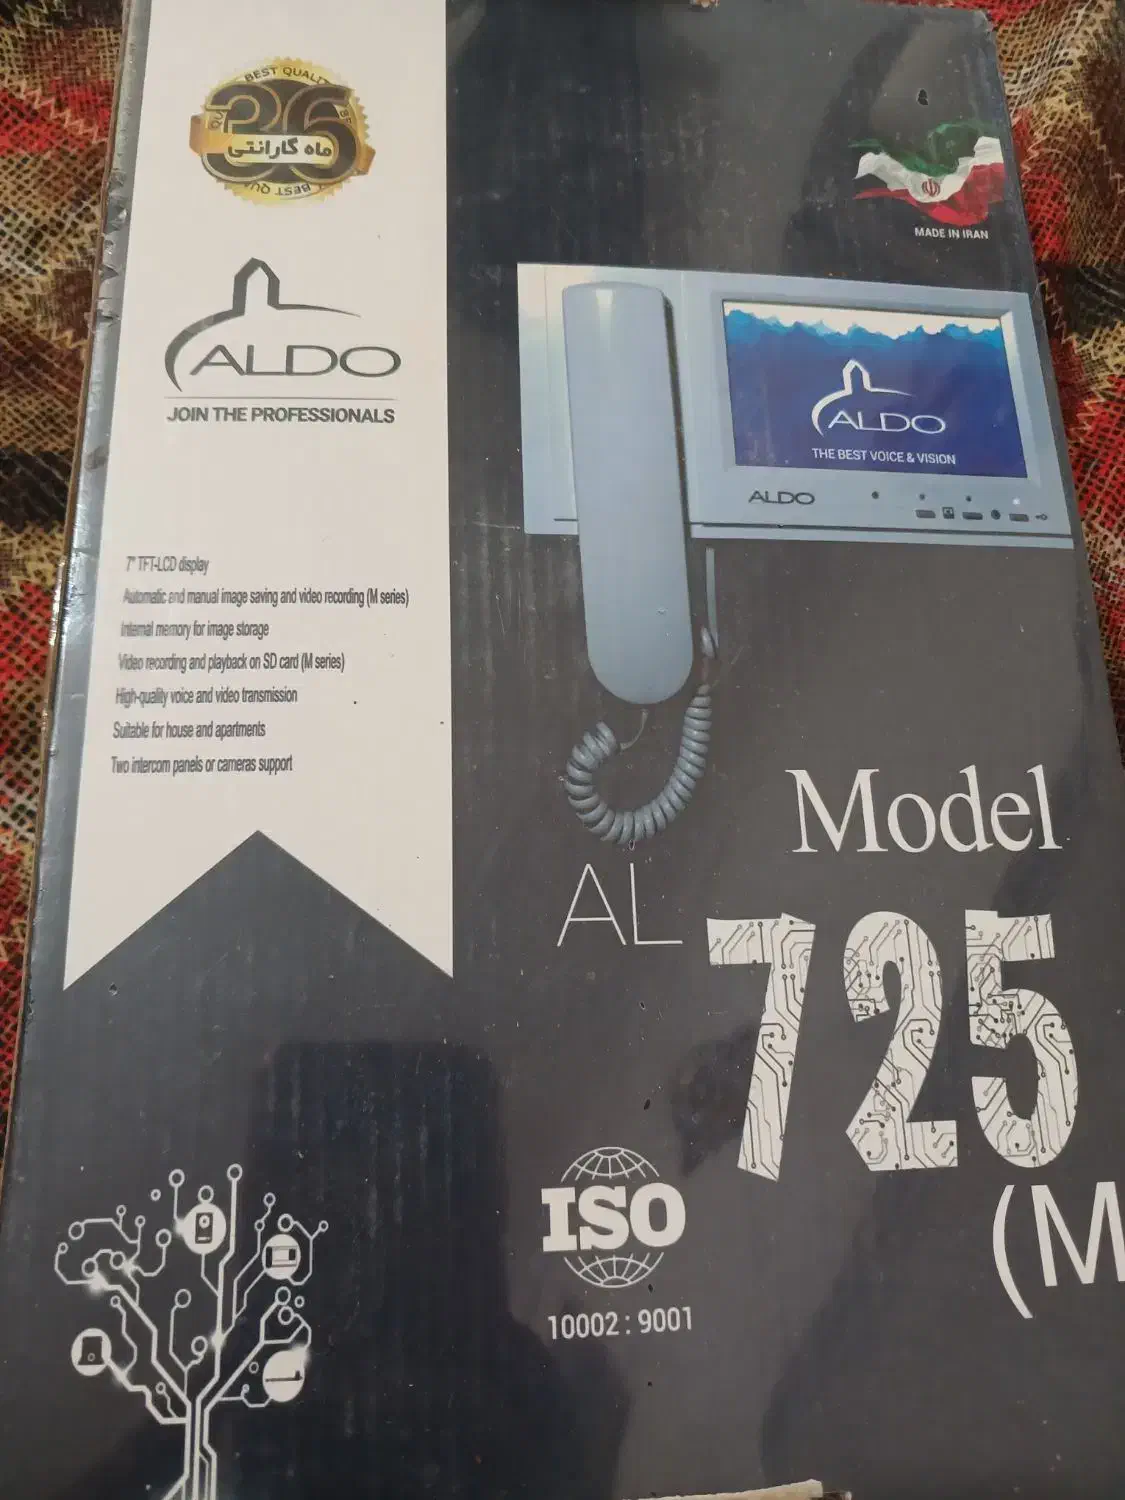 BEST QUALITY
36
ماه گارانتی
BEST QU
ALDO
JOIN THE PROFESSIONALS
7" TFT-LCD display
Automatic and manual image saving and video recording (M series)
Internal memory for image storage
Video recording and playback on SD card (M series)
High-quality voice and video transmission
Suitable for house and apartments
Two intercom panels or cameras support
MADE IN IRAN
ALDO
THE BEST VOICE & VISION
ALDO
Model
AL 725
(M
ISO
10002 : 9001